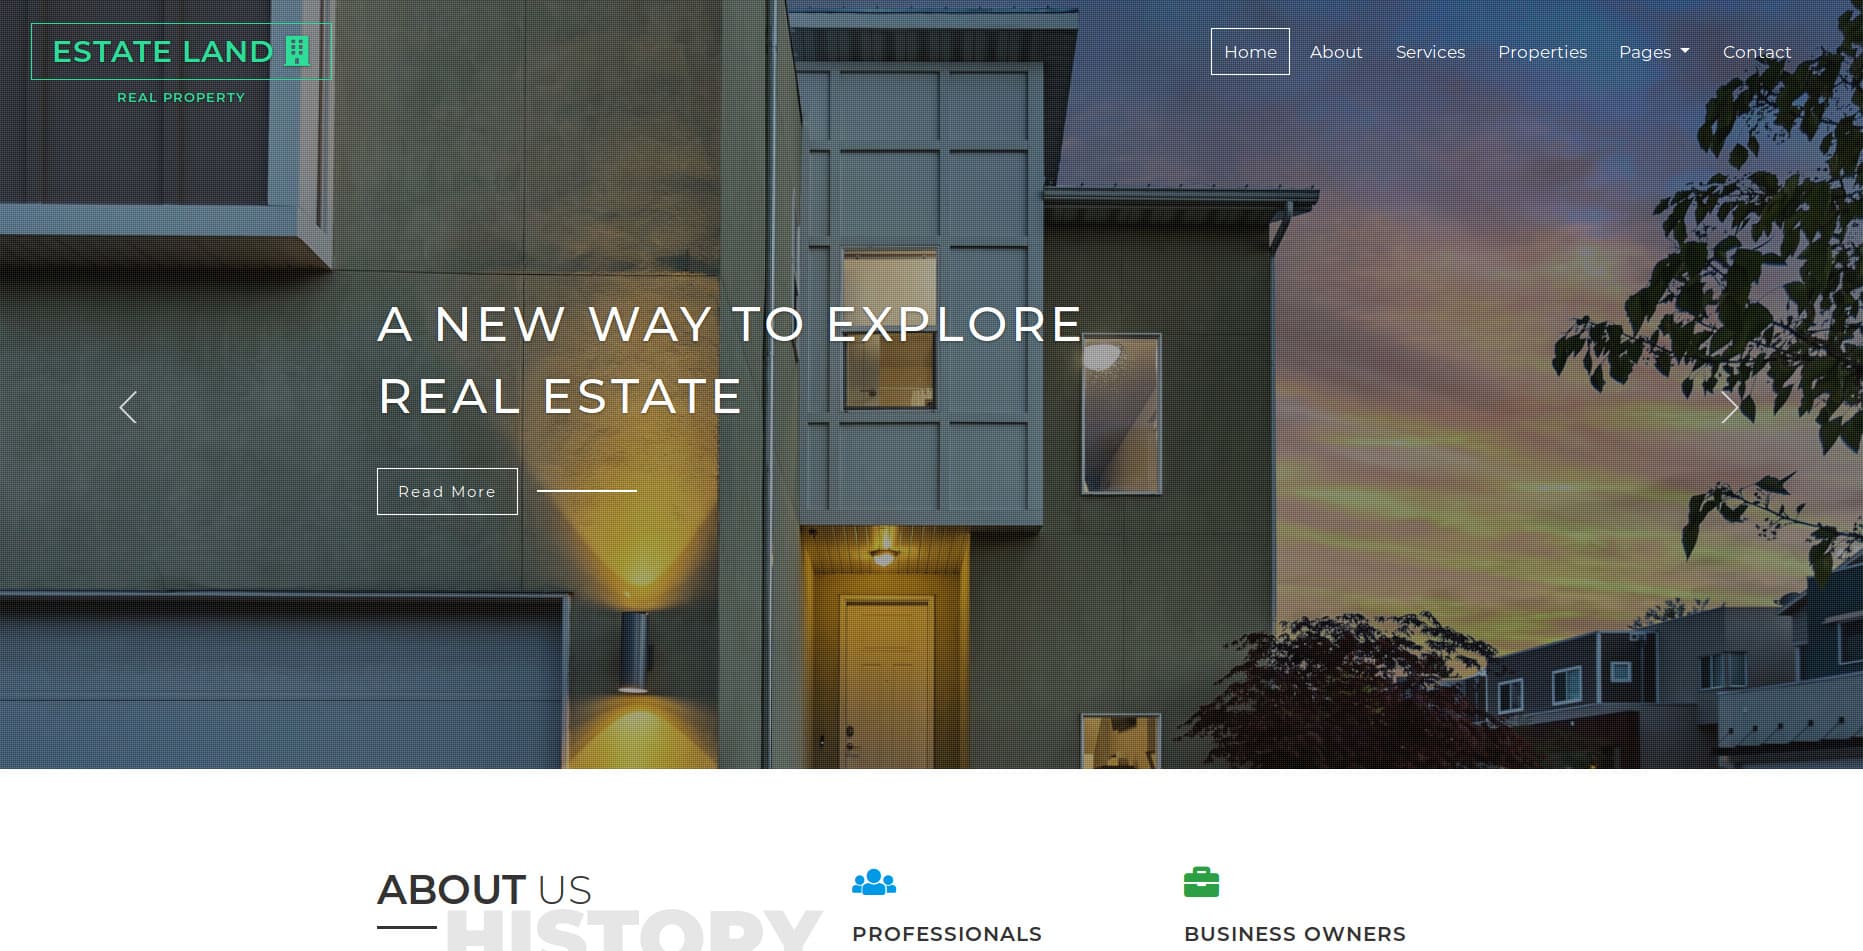 ESTATE LAND
REAL PROPERTY
Home About Services Properties Pages Contact
A NEW WAY TO EXPLORE
REAL ESTATE
Read More
ABOUT US
HISTORY
PROFESSIONALS
BUSINESS OWNERS